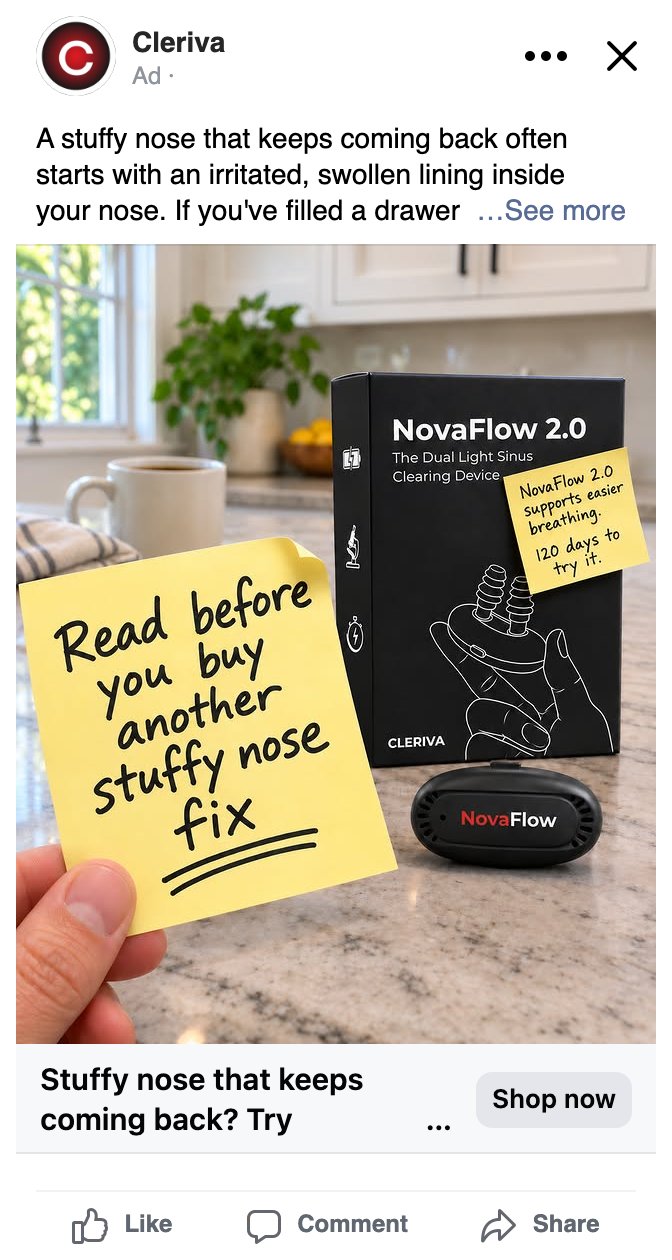 Cleriva
Ad ·
A stuffy nose that keeps coming back often
starts with an irritated, swollen lining inside
your nose. If you've filled a drawer ...See more
NovaFlow 2.0
The Dual Light Sinus
Clearing Device
NovaFlow 2.0
supports easier
breathing.
120 days to
try it.
Read before
you buy
another
stuffy nose
fix
CLERIVA
NovaFlow
Stuffy nose that keeps
coming back? Try ...
Shop now
Like
Comment
Share